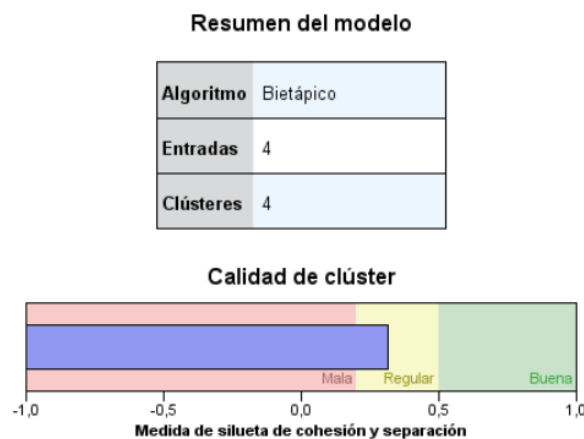 Resumen del modelo
Algoritmo Bietápico
Entradas 4
Clústeres 4
Calidad de clúster
Mala Regular Buena
-1,0 -0,5 0,0 0,5 1,0
Medida de silueta de cohesión y separación